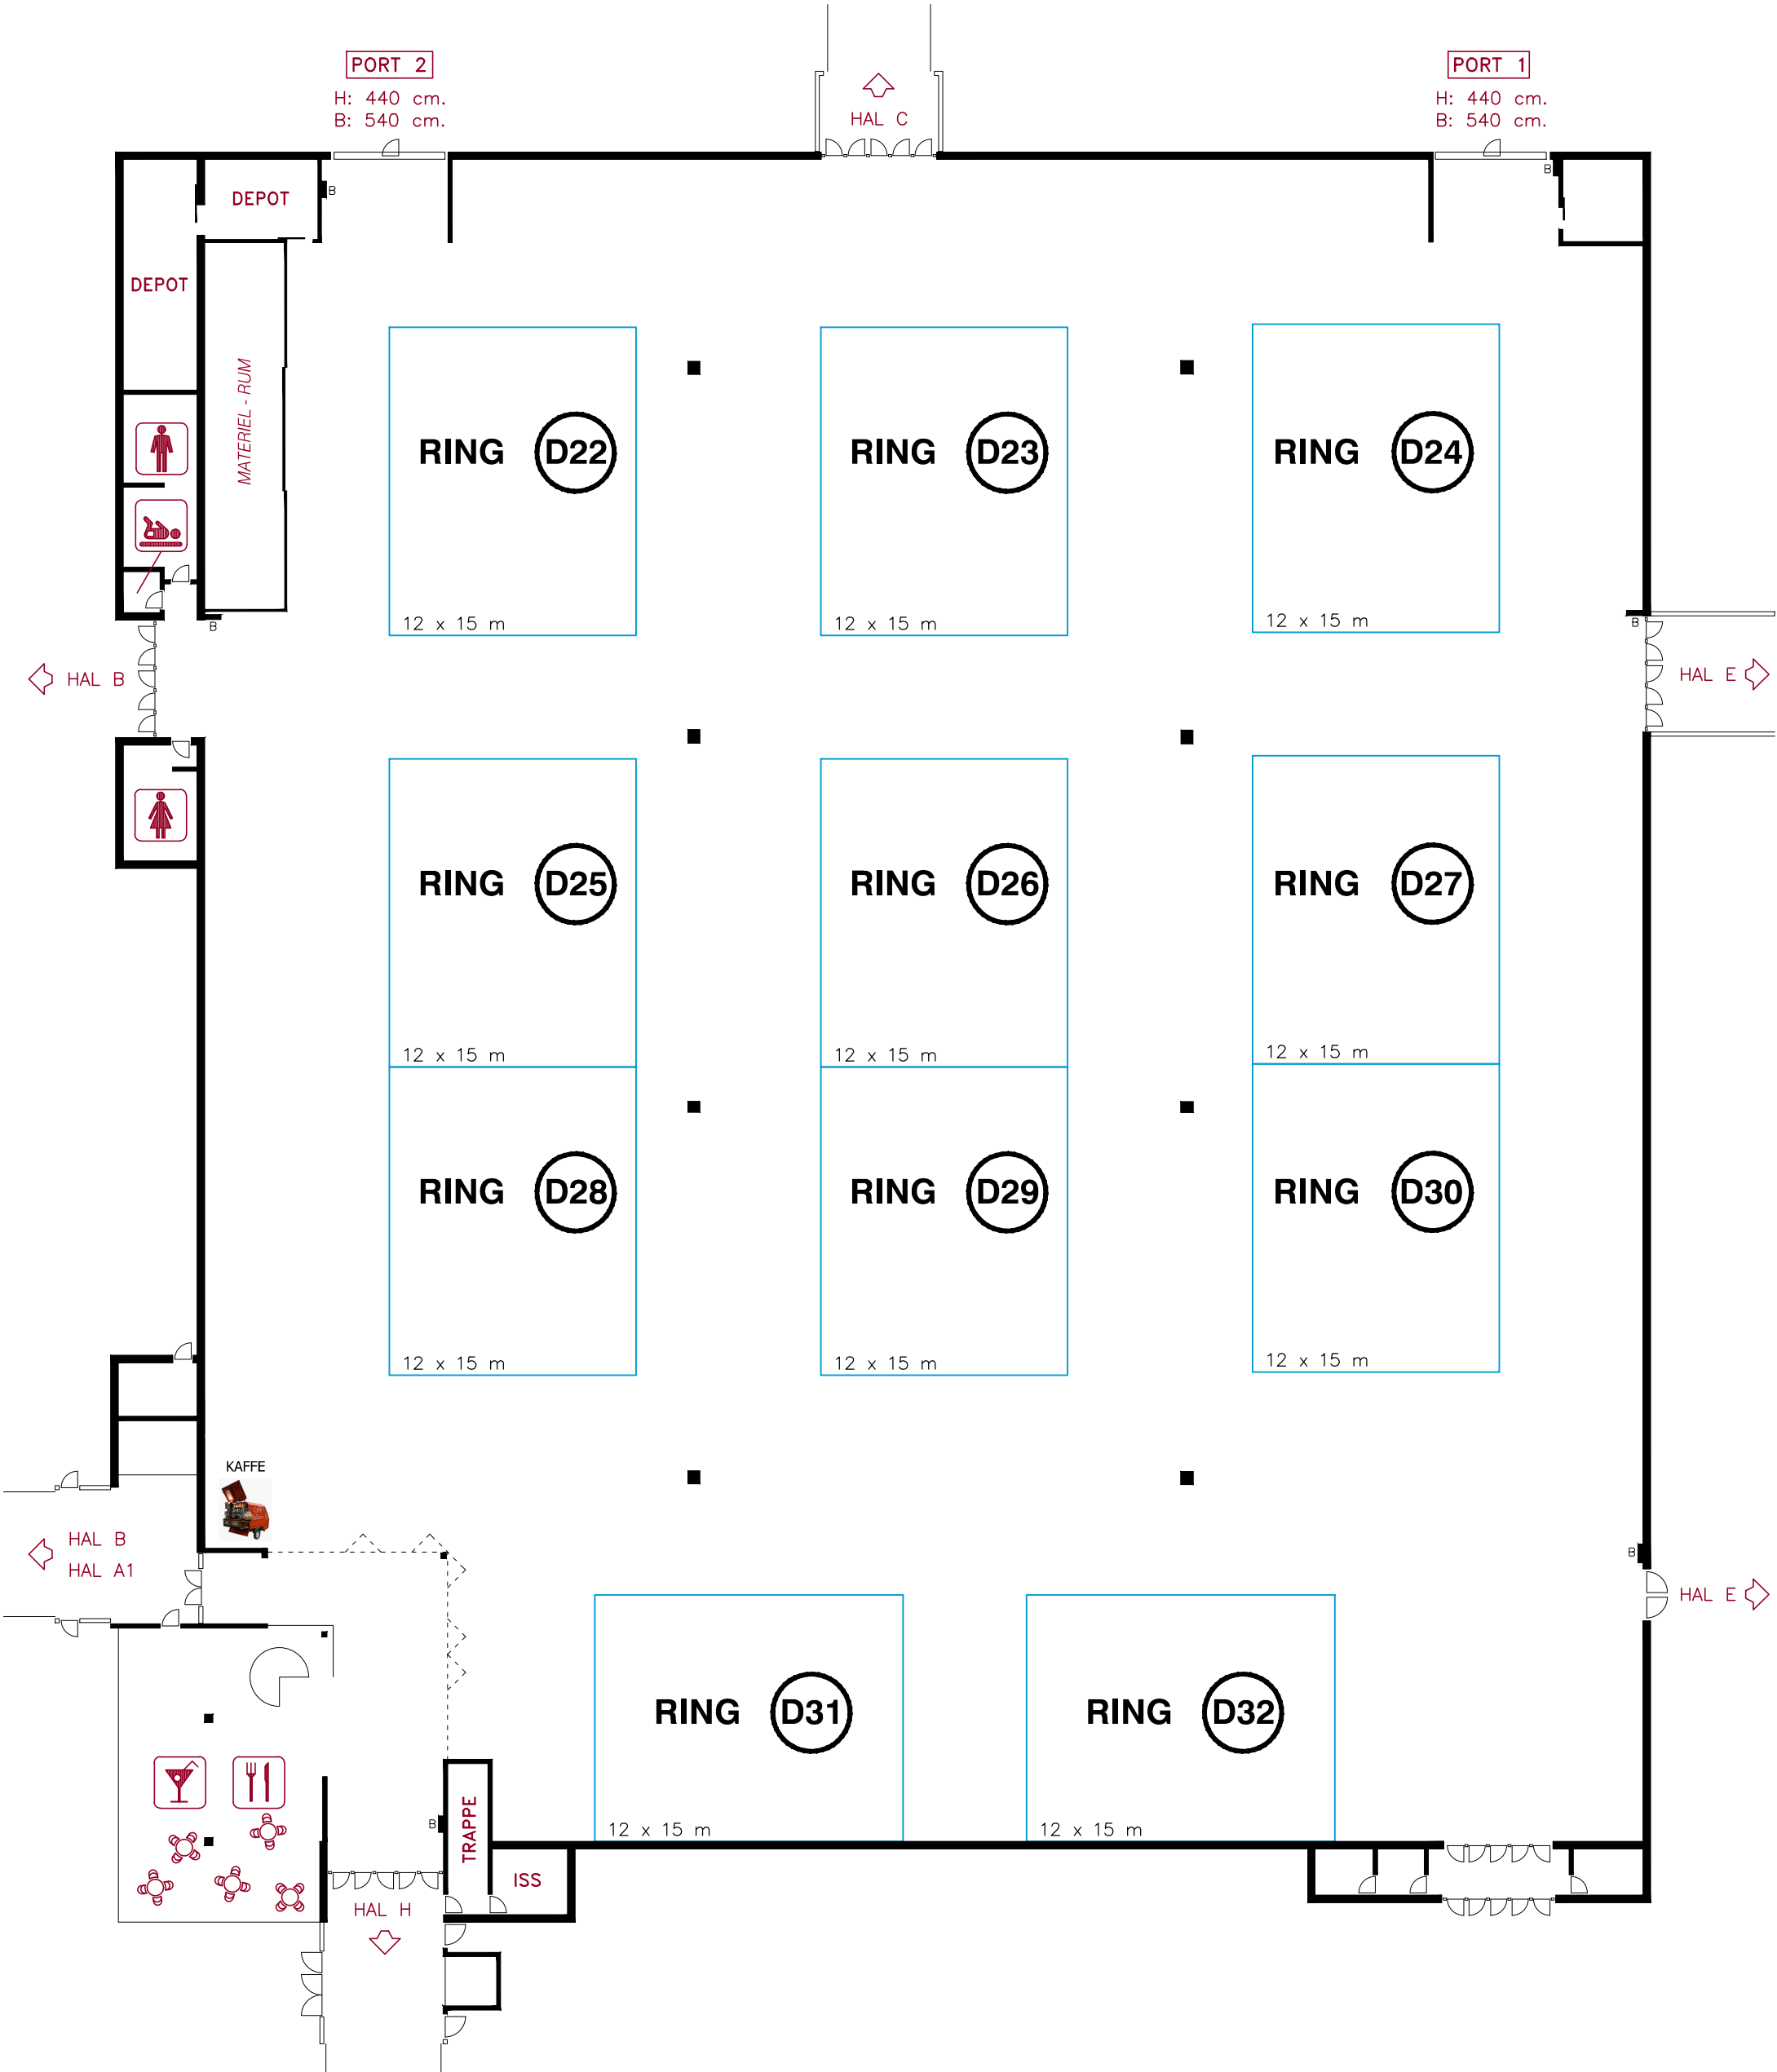 PORT 2
H: 440 cm.
B: 540 cm.
HAL C
PORT 1
H: 440 cm.
B: 540 cm.
DEPOT
B
B
DEPOT
MATERIEL - RUM
RING D22
12 x 15 m
RING D23
12 x 15 m
RING D24
12 x 15 m
B
B
HAL B
HAL E
RING D25
12 x 15 m
RING D26
12 x 15 m
RING D27
12 x 15 m
RING D28
12 x 15 m
RING D29
12 x 15 m
RING D30
12 x 15 m
KAFFE
HAL B
HAL A1
B
HAL E
RING D31
12 x 15 m
RING D32
12 x 15 m
B
TRAPPE
ISS
HAL H